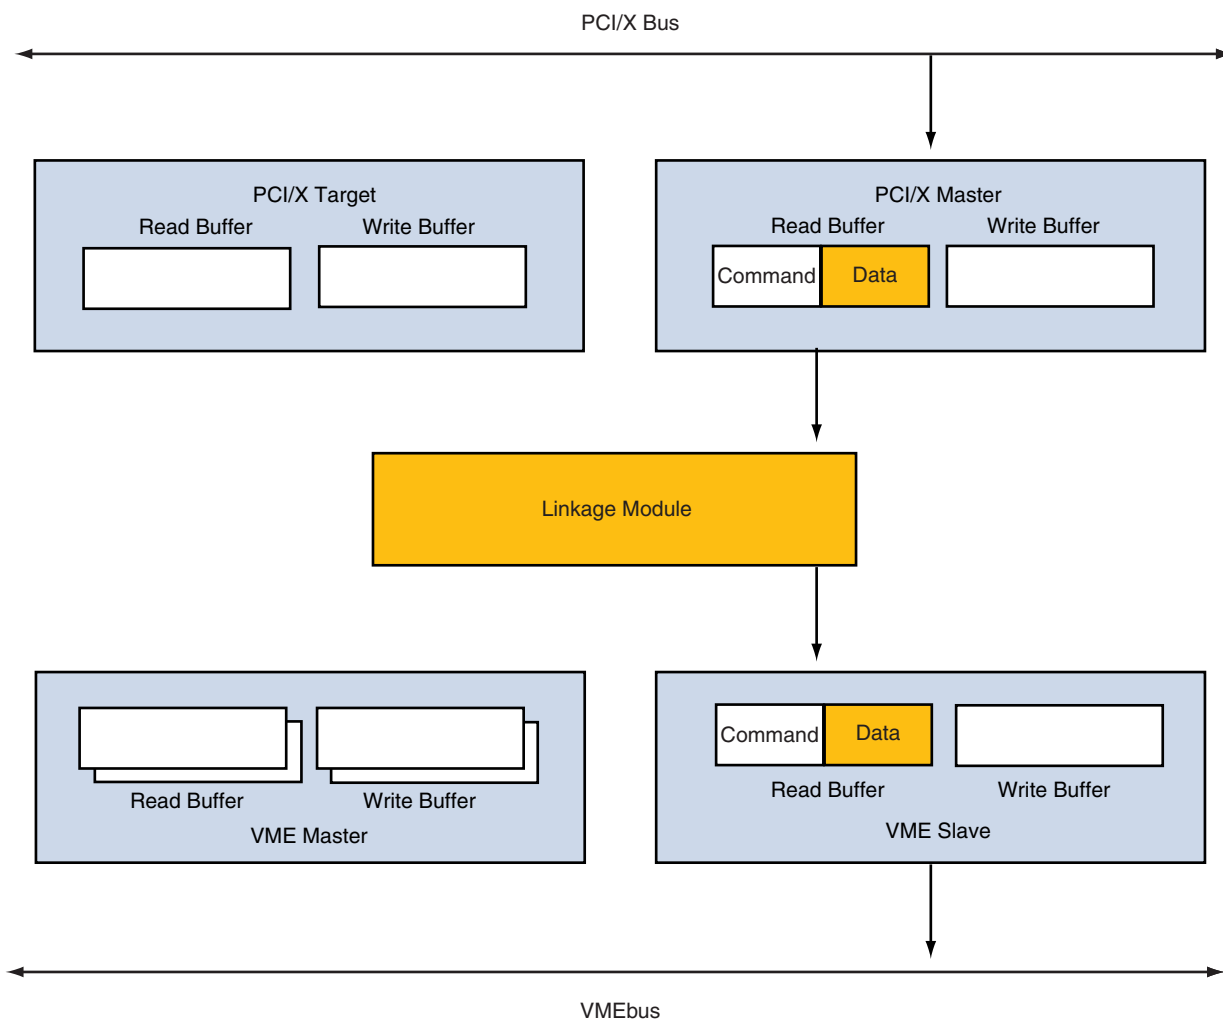 PCI/X Bus
PCI/X Target
Read Buffer
Write Buffer
PCI/X Master
Read Buffer
Write Buffer
Command
Data
Linkage Module
Read Buffer
Write Buffer
VME Master
Command
Data
Read Buffer
Write Buffer
VME Slave
VMEbus